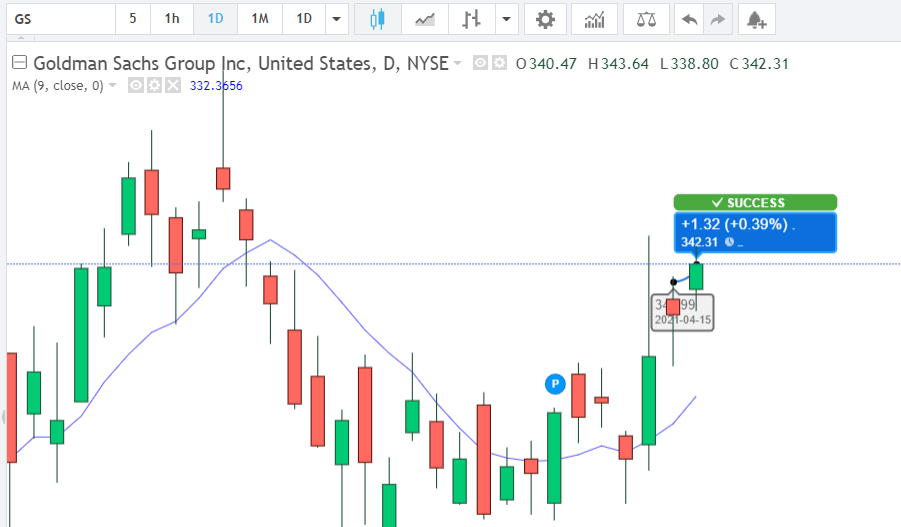 GS 5 1h 1D 1M 1D
Goldman Sachs Group Inc, United States, D, NYSE O 340.47 H 343.64 L 338.80 C 342.31
MA (9, close, 0) 332.3656
✓ SUCCESS
+1.32 (+0.39%) .
342.31 _
2021-04-15
P